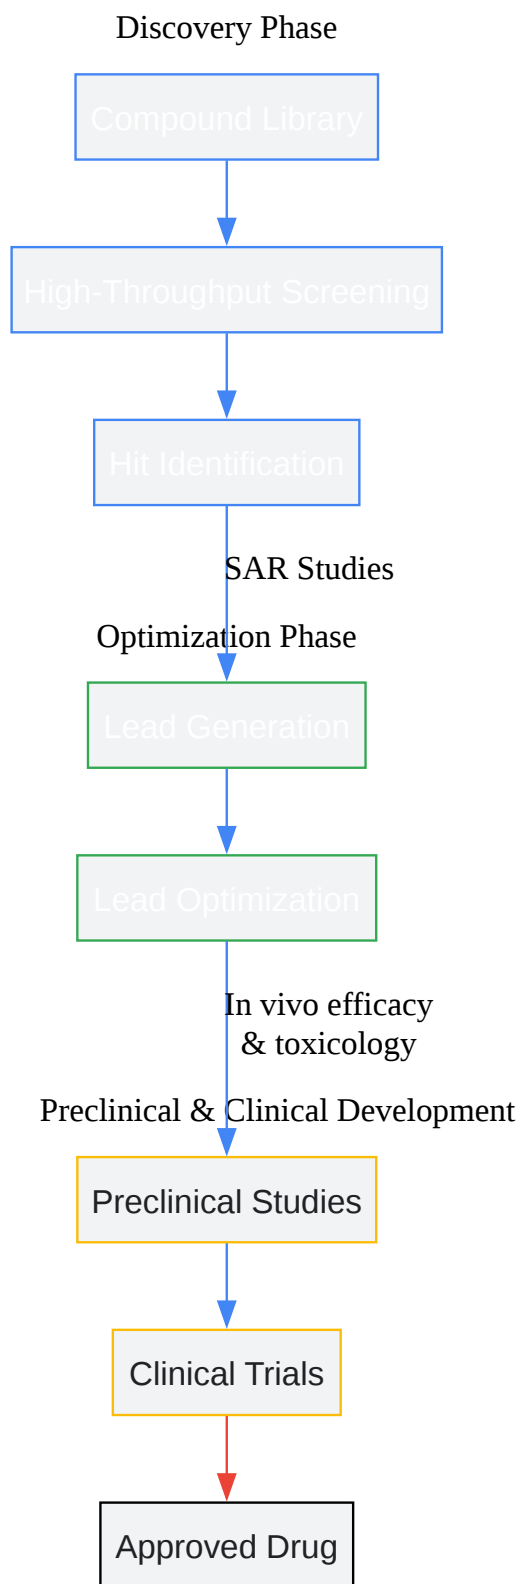 Discovery Phase
Compound Library
High-Throughput Screening
Hit Identification
SAR Studies
Optimization Phase
Lead Generation
Lead Optimization
In vivo efficacy
& toxicology
Preclinical & Clinical Development
Preclinical Studies
Clinical Trials
Approved Drug